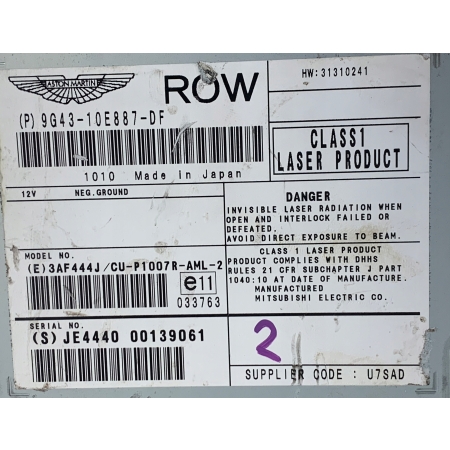 ASTON MARTIN
ROW
HW:31310241
(P) 9G43-10E887-DF
1010 Made In Japan
CLASS1
LASER PRODUCT
12V NEG.GROUND
DANGER
INVISIBLE LASER RADIATION WHEN
OPEN AND INTERLOCK FAILED OR
DEFEATED.
AVOID DIRECT EXPOSURE TO BEAM.
MODEL NO.
(E)3AF444J/CU-P1007R-AML-2
e11
033763
CLASS 1 LASER PRODUCT
PRODUCT COMPLIES WITH DHHS
RULES 21 CFR SUBCHAPTER J PART
1040:10 AT DATE OF MANUFACTURE.
MANUFACTURED
MITSUBISHI ELECTRIC CO.
SERIAL NO.
(S) JE4440 00139061
2
SUPPLIER CODE : U7SAD